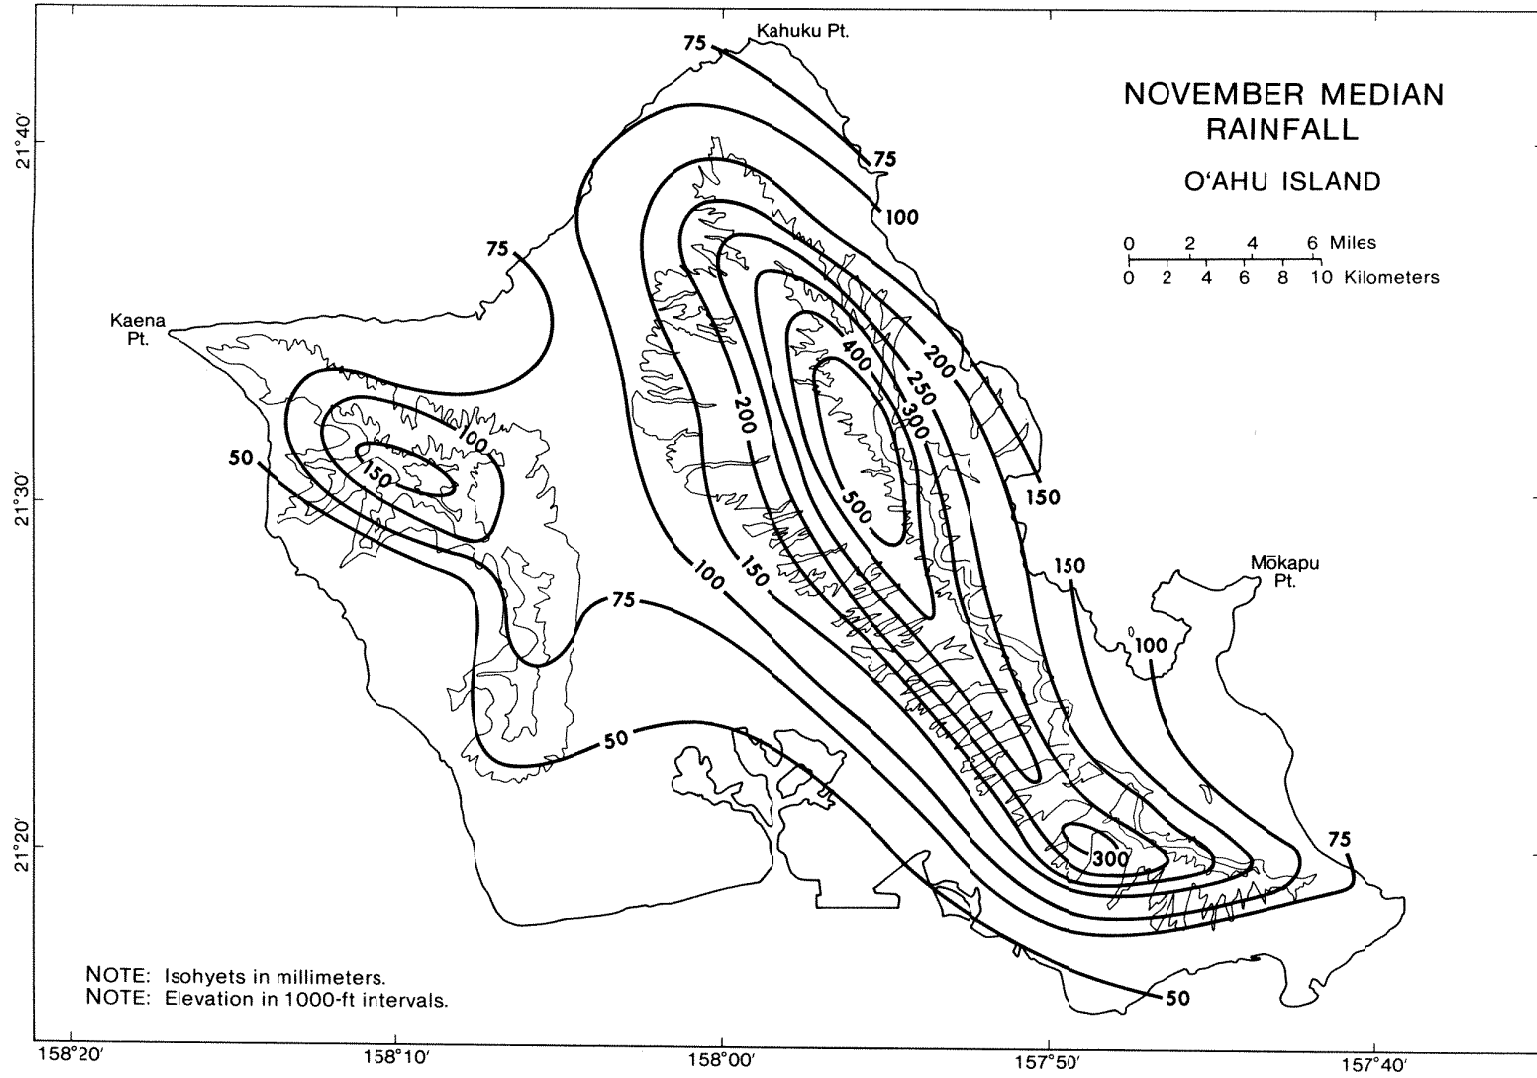 75
Kahuku Pt.
NOVEMBER MEDIAN
RAINFALL
OʻAHU ISLAND
0 2 4 6 Miles
0 2 4 6 8 10 Kilometers
21°40'
75
100
75
Kaena
Pt.
400
200
250
300
200
100
150
50
500
150
21°30'
150
Mōkapu
Pt.
100
150
75
100
50
21°20'
75
300
NOTE: Isohyets in millimeters.
NOTE: Elevation in 1000-ft intervals.
50
158°20'
158°10'
158°00'
157°50'
157°40'